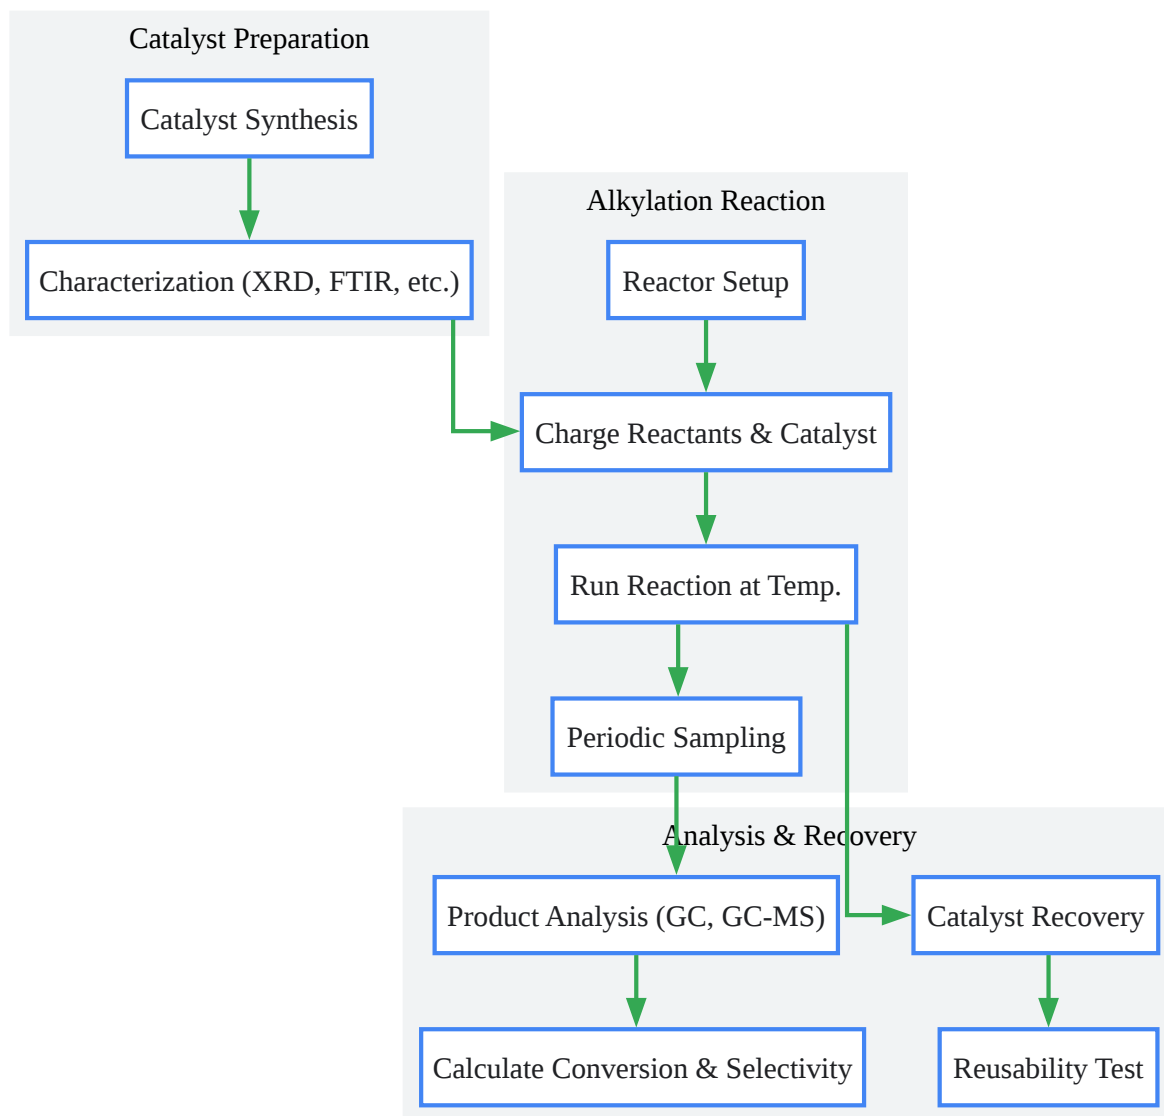 Catalyst Preparation
Catalyst Synthesis
Characterization (XRD, FTIR, etc.)
Alkylation Reaction
Reactor Setup
Charge Reactants & Catalyst
Run Reaction at Temp.
Periodic Sampling
Analysis & Recovery
Product Analysis (GC, GC-MS)
Catalyst Recovery
Calculate Conversion & Selectivity
Reusability Test